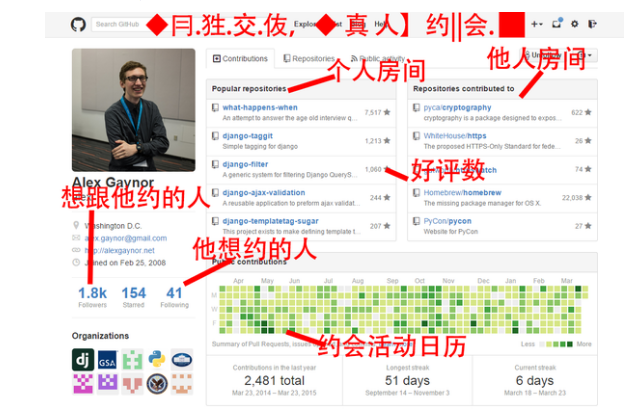 Search GitHub Explore Blog Help
◆冃.狌.交.伖, ◆ 真 人】约||会.
Contributions Repositories Public activity
个人房间
他人房间
Popular repositories
Repositories contributed to
what-happens-when 7,517
An attempt to answer the age old interview q...
pyca/cryptography 622
cryptography is a package designed to expos...
django-taggit 1,213
Simple tagging for django
WhiteHouse/https 26
The proposed HTTPS-Only Standard for fede...
django-filter 1,060
A generic system for filtering Django QueryS...
74
好评数
django-ajax-validation 244
A reusable application to preform ajax validat...
Homebrew/homebrew 22,038
The missing package manager for OS X.
django-templatetag-sugar 207
This project exists to make defining template t...
PyCon/pycon 27
Website for PyCon
Alex Gaynor
想跟他约的人
Washington D.C.
alex.gaynor@gmail.com
http://alexgaynor.net
Joined on Feb 25, 2008
他想约的人
1.8k 154 41
Followers Starred Following
Organizations
GSA
Public contributions
Apr May Jun Jul Aug Sep Oct Nov Dec Jan Feb Mar
M
W
F
Summary of Pull Requests, issues
Less More
约会活动日历
Contributions in the last year
2,481 total
Mar 23, 2014 – Mar 23, 2015
Longest streak
51 days
September 14 – November 3
Current streak
6 days
March 18 – March 23